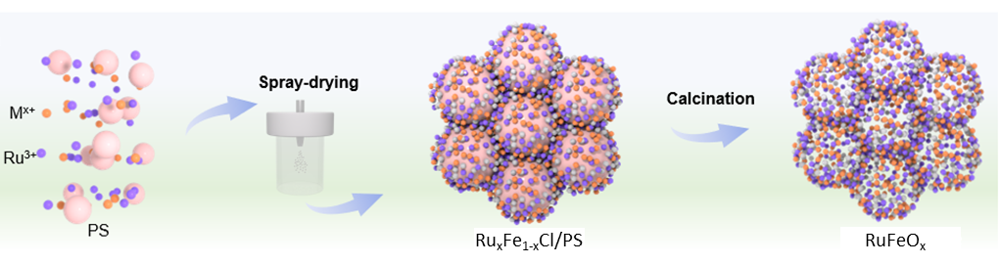 Mˣ⁺
Ru³⁺
PS
Spray-drying
RuₓFe₁₋ₓCl/PS
Calcination
RuFeOₓ